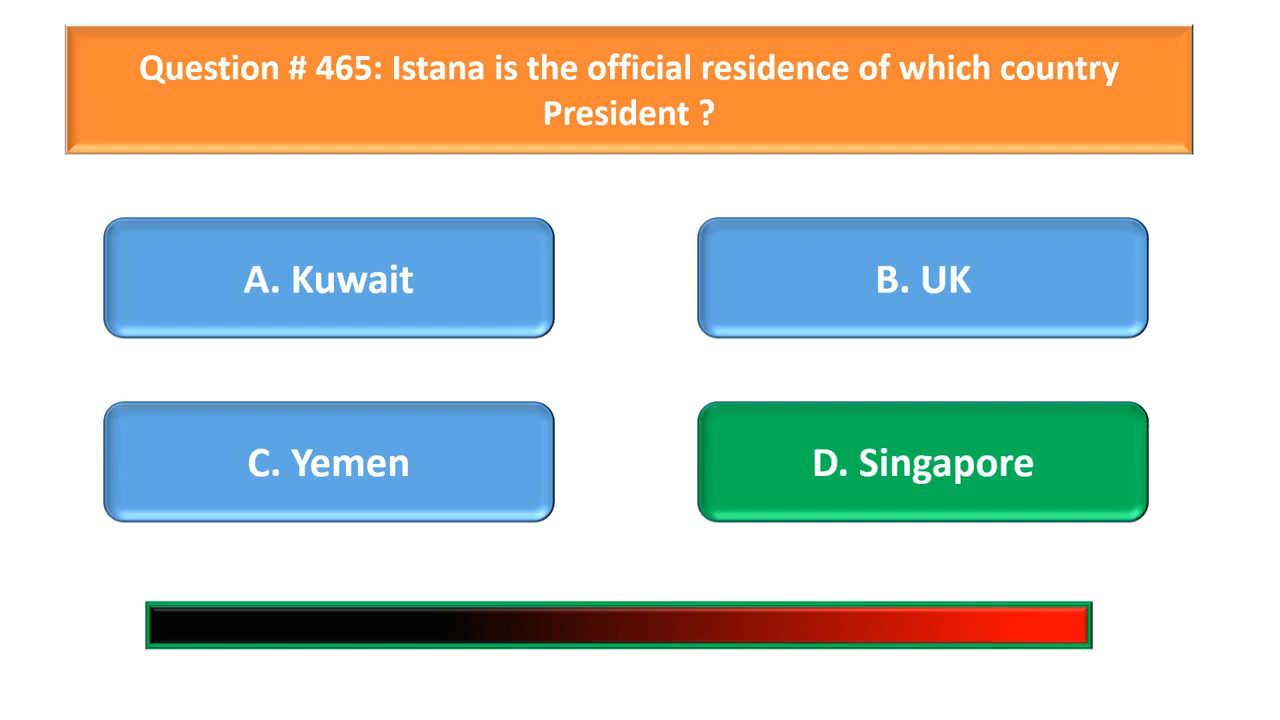 Question # 465: Istana is the official residence of which country
President ?
A. Kuwait
B. UK
C. Yemen
D. Singapore